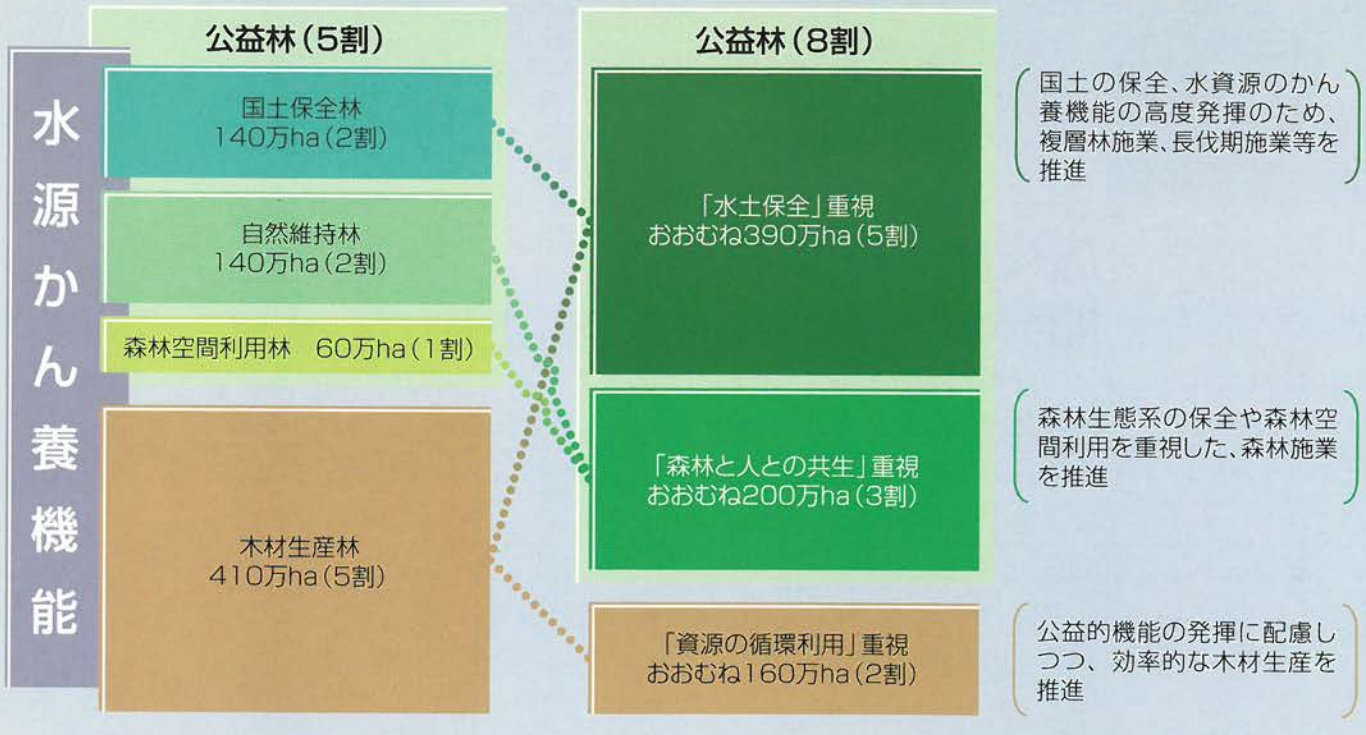 水源かん養機能
公益林(5割)
国土保全林
140万ha(2割)
自然維持林
140万ha(2割)
森林空間利用林 60万ha(1割)
木材生産林
410万ha(5割)
公益林(8割)
「水土保全」重視
おおむね390万ha(5割)
「森林と人との共生」重視
おおむね200万ha(3割)
「資源の循環利用」重視
おおむね160万ha(2割)
国土の保全、水資源のかん
養機能の高度発揮のため、
複層林施業、長伐期施業等を
推進
森林生態系の保全や森林空
間利用を重視した、森林施業
を推進
公益的機能の発揮に配慮し
つつ、効率的な木材生産を
推進